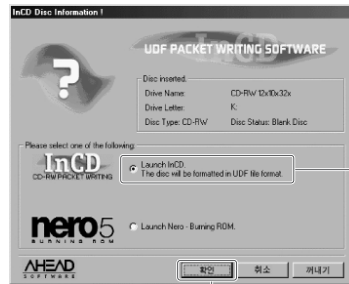 InCD Disc Information !
UDF PACKET WRITING SOFTWARE
Disc inserted
Drive Name: CD-RW 12x10x32x
Drive Letter: K:
Disc Type: CD-RW Disc Status: Blank Disc
Please select one of the following
InCD
CD-RW PACKET WRITING
Launch InCD.
The disc will be formatted in UDF file format.
nero5
BURNING ROM
Launch Nero - Burning ROM.
AHEAD
SOFTWARE
확인 취소 꺼내기